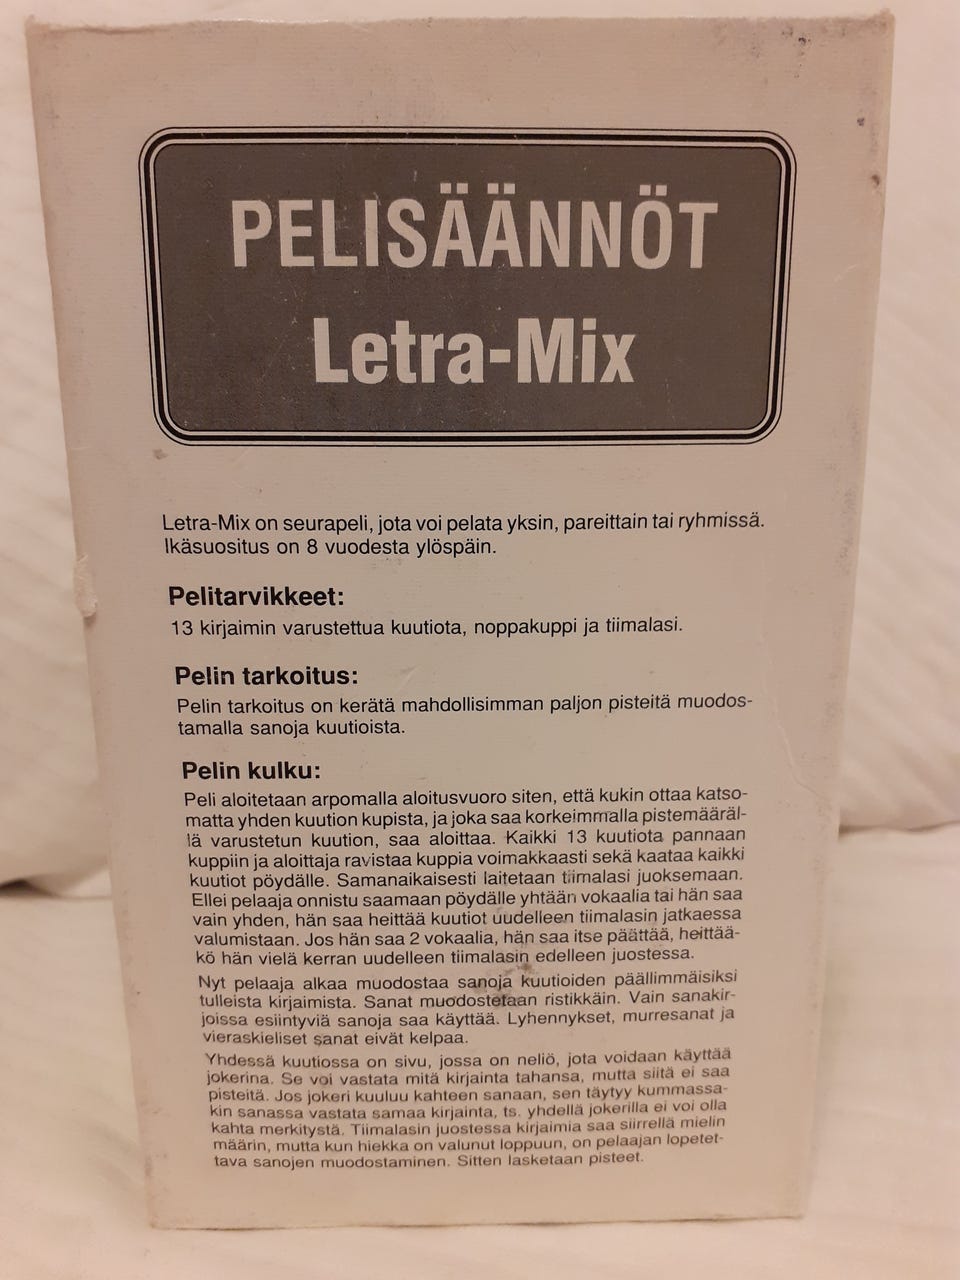 PELISÄÄNNÖT
Letra-Mix
Letra-Mix on seurapeli, jota voi pelata yksin, pareittain tai ryhmissä.
Ikäsuositus on 8 vuodesta ylöspäin.
Pelitarvikkeet:
13 kirjaimin varustettua kuutiota, noppakuppi ja tiimalasi.
Pelin tarkoitus:
Pelin tarkoitus on kerätä mahdollisimman paljon pisteitä muodos-
tamalla sanoja kuutioista.
Pelin kulku:
Peli aloitetaan arpomalla aloitusvuoro siten, että kukin ottaa katso-
matta yhden kuution kupista, ja joka saa korkeimmalla pistemääräl-
lä varustetun kuution, saa aloittaa. Kaikki 13 kuutiota pannaan
kuppiin ja aloittaja ravistaa kuppia voimakkaasti sekä kaataa kaikki
kuutiot pöydälle. Samanaikaisesti laitetaan tiimalasi juoksemaan.
Ellei pelaaja onnistu saamaan pöydälle yhtään vokaalia tai hän saa
vain yhden, hän saa heittää kuutiot uudelleen tiimalasin jatkaessa
valumistaan. Jos hän saa 2 vokaalia, hän saa itse päättää, heittää-
kö hän vielä kerran uudelleen tiimalasin edelleen juostessa.
Nyt pelaaja alkaa muodostaa sanoja kuutioiden päällimmäisiksi
tulleista kirjaimista. Sanat muodostetaan ristikkäin. Vain sanakir-
joissa esiintyviä sanoja saa käyttää. Lyhennykset, murresanat ja
vieraskieliset sanat eivät kelpaa.
Yhdessä kuutiossa on sivu, jossa on neliö, jota voidaan käyttää
jokerina. Se voi vastata mitä kirjainta tahansa, mutta siitä ei saa
pisteitä. Jos jokeri kuuluu kahteen sanaan, sen täytyy kummassa-
kin sanassa vastata samaa kirjainta, ts. yhdellä jokerilla ei voi olla
kahta merkitystä. Tiimalasin juostessa kirjaimia saa siirrellä mielin
määrin, mutta kun hiekka on valunut loppuun, on pelaajan lopetet-
tava sanojen muodostaminen. Sitten lasketaan pisteet.